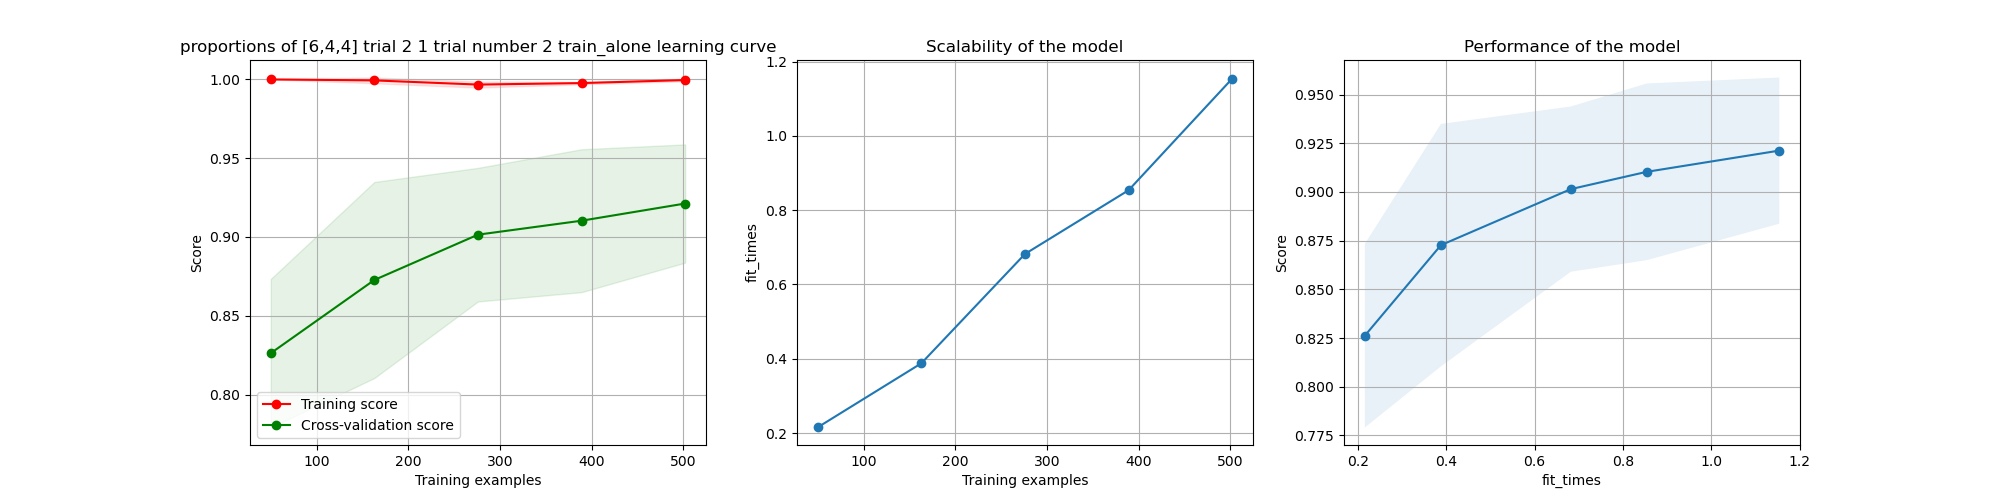 proportions of [6,4,4] trial 2 1 trial number 2 train_alone learning curve
1.00
0.95
0.90
0.85
0.80
Score
Training score
Cross-validation score
100 200 300 400 500
Training examples
Scalability of the model
1.2
1.0
0.8
0.6
0.4
0.2
fit_times
100 200 300 400 500
Training examples
Performance of the model
0.950
0.925
0.900
0.875
0.850
0.825
0.800
0.775
Score
0.2 0.4 0.6 0.8 1.0 1.2
fit_times